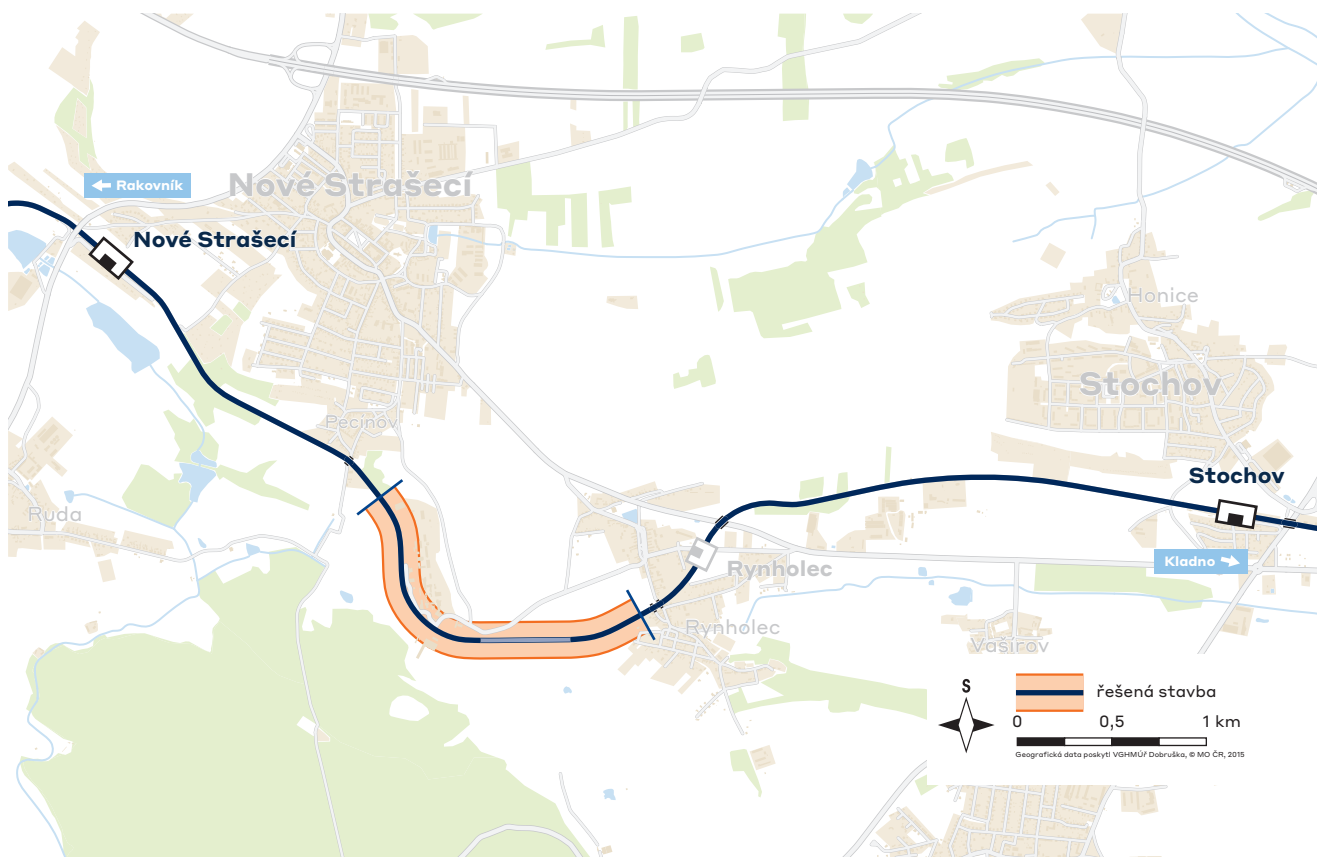 Rakovník
Nové Strašecí
Nové Strašecí
Honice
Stochov
Pecínov
Stochov
Ruda
Kladno
Rynholec
Rynholec
Vašírov
S
řešená stavba
0 0,5 1 km
Geografická data poskytl VGHMÚř Dobruška, © MO ČR, 2015